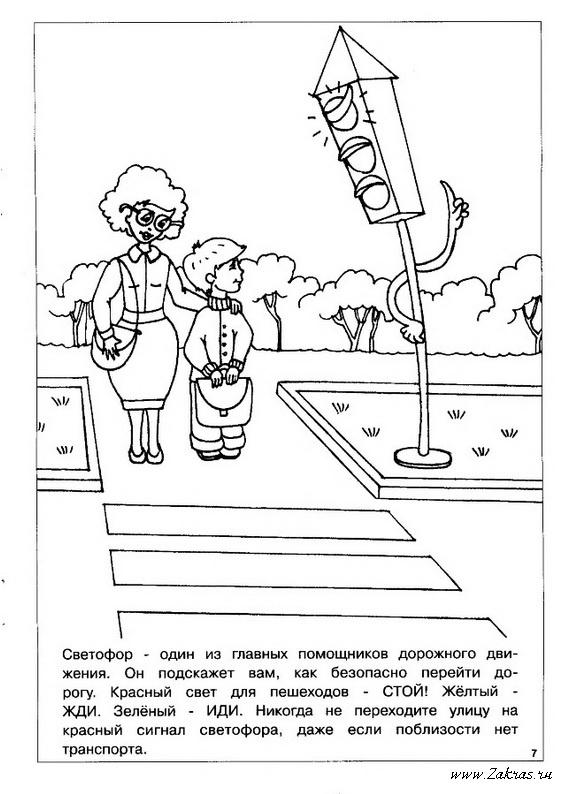 Светофор - один из главных помощников дорожного дви-
жения. Он подскажет вам, как безопасно перейти до-
рогу. Красный свет для пешеходов - СТОЙ! Жёлтый -
ЖДИ. Зелёный - ИДИ. Никогда не переходите улицу на
красный сигнал светофора, даже если поблизости нет
транспорта.
7
www.Zakras.ru